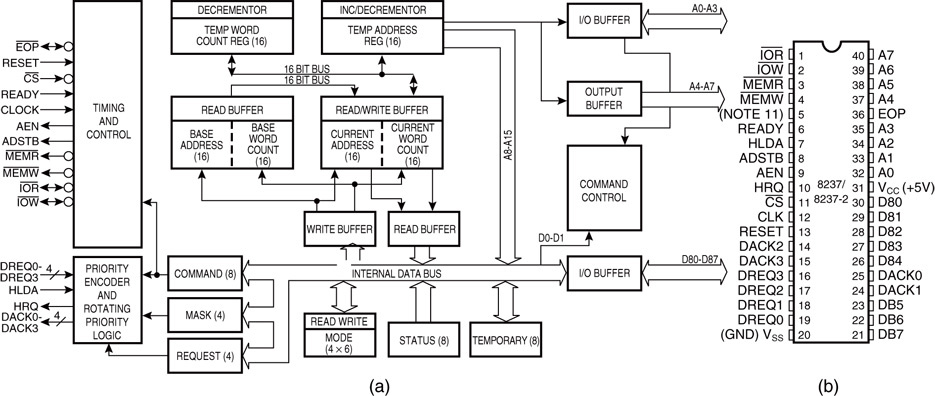 DECREMENTOR
TEMP WORD
COUNT REG (16)
INC/DECREMENTOR
TEMP ADDRESS
REG (16)
16 BIT BUS
16 BIT BUS
READ BUFFER
BASE
ADDRESS
(16)
BASE
WORD
COUNT
(16)
READ/WRITE BUFFER
CURRENT
ADDRESS
(16)
CURRENT
WORD
COUNT
(16)
WRITE BUFFER
READ BUFFER
A8-A15
I/O BUFFER
A0-A3
OUTPUT
BUFFER
A4-A7
COMMAND
CONTROL
D0-D1
INTERNAL DATA BUS
I/O BUFFER
D80-D87
EOP
RESET
CS
READY
CLOCK
AEN
ADSTB
MEMR
MEMW
IOR
IOW
TIMING
AND
CONTROL
DREQ0-
DREQ3
4
HLDA
HRQ
DACK0-
DACK3
4
PRIORITY
ENCODER
AND
ROTATING
PRIORITY
LOGIC
COMMAND (8)
MASK (4)
REQUEST (4)
READ WRITE
MODE
(4 × 6)
STATUS (8)
TEMPORARY (8)
(a)
IOR 1 40 A7
IOW 2 39 A6
MEMR 3 38 A5
MEMW 4 37 A4
(NOTE 11) 5 36 EOP
READY 6 35 A3
HLDA 7 34 A2
ADSTB 8 33 A1
AEN 9 32 A0
HRQ 10 8237/ 31 VCC (+5V)
CS 11 8237-2 30 D80
CLK 12 29 D81
RESET 13 28 D82
DACK2 14 27 D83
DACK3 15 26 D84
DREQ3 16 25 DACK0
DREQ2 17 24 DACK1
DREQ1 18 23 DB5
DREQ0 19 22 DB6
(GND) VSS 20 21 DB7
(b)